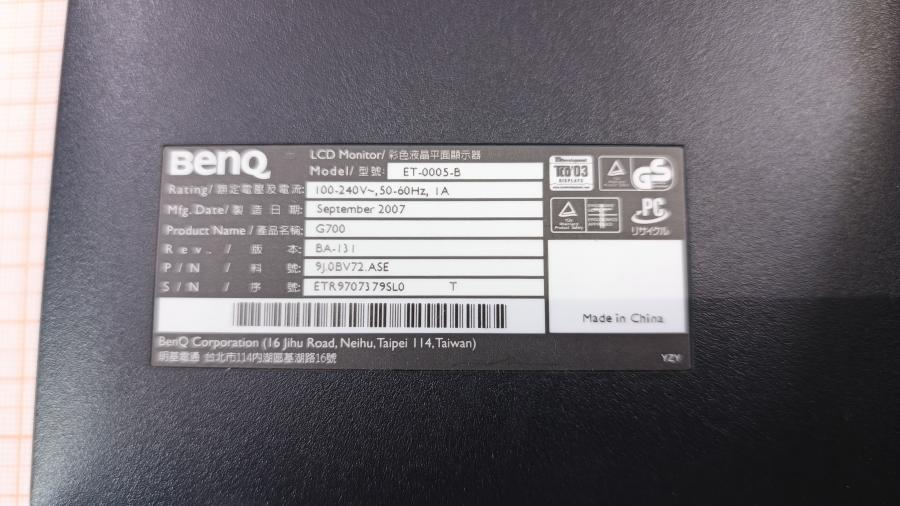 BenQ
LCD Monitor/ 彩色液晶平面顯示器
Model/ 型號: ET-0005-B
Rating/ 額定電壓及電流: 100-240V~, 50-60Hz, 1A
Mfg. Date/ 製造日期: September 2007
Product Name / 產品名稱: G700
Rev. / 版本: BA-131
P/N / 料號: 9J.0BV72.ASE
S/N / 序號: ETR9707379SL0 T
TCO'03
DISPLAYS
GS
PC
リサイクル
Made in China
BenQ Corporation (16 Jihu Road, Neihu, Taipei 114, Taiwan)
明基電通 台北市114內湖區基湖路16號
YZY